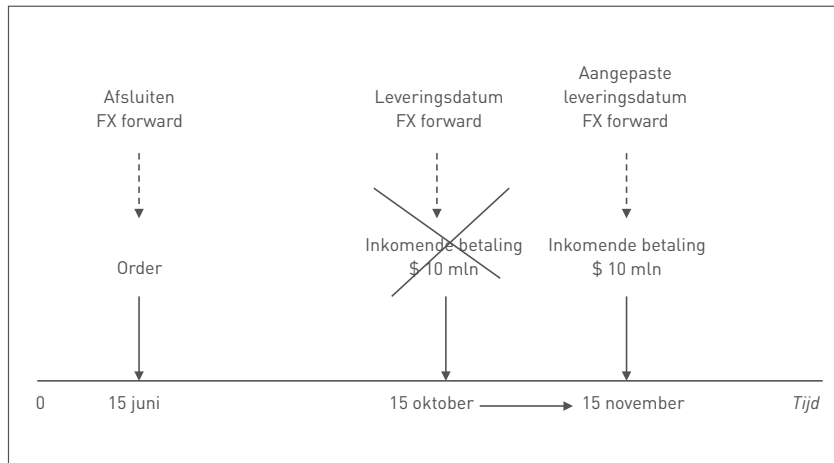 Afsluiten
FX forward
Leveringsdatum
FX forward
Aangepaste
leveringsdatum
FX forward
Order
Inkomende betaling
$ 10 mln
Inkomende betaling
$ 10 mln
0
15 juni
15 oktober
15 november
Tijd